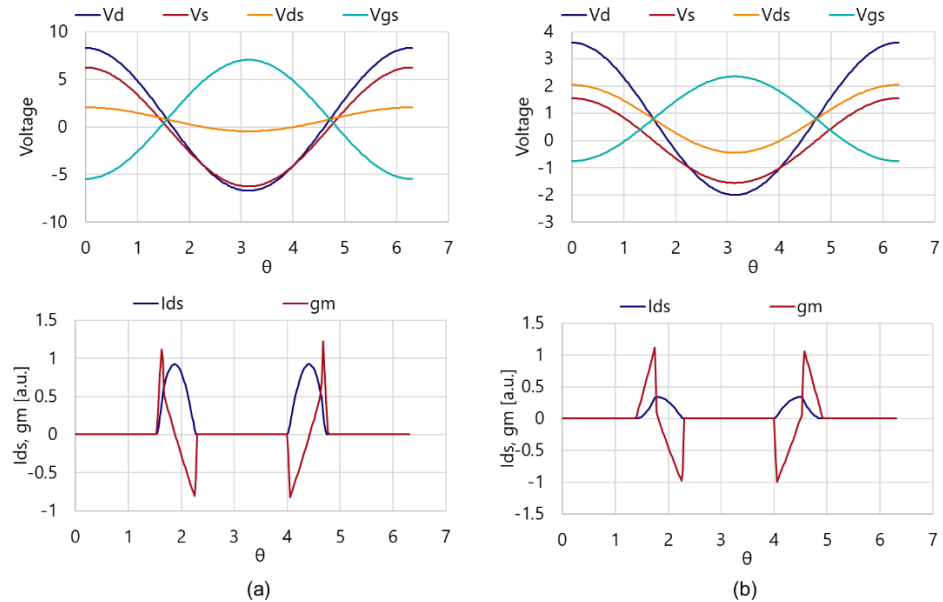 Vd Vs Vds Vgs
10
5
0
-5
-10
Voltage
0 1 2 3 4 5 6 7
θ
Vd Vs Vds Vgs
4
3
2
1
0
-1
-2
-3
Voltage
0 1 2 3 4 5 6 7
θ
Ids gm
1.5
1
0.5
0
-0.5
-1
Ids, gm [a.u.]
0 1 2 3 4 5 6 7
θ
(a)
Ids gm
1.5
1
0.5
0
-0.5
-1
-1.5
Ids, gm [a.u.]
0 1 2 3 4 5 6 7
θ
(b)